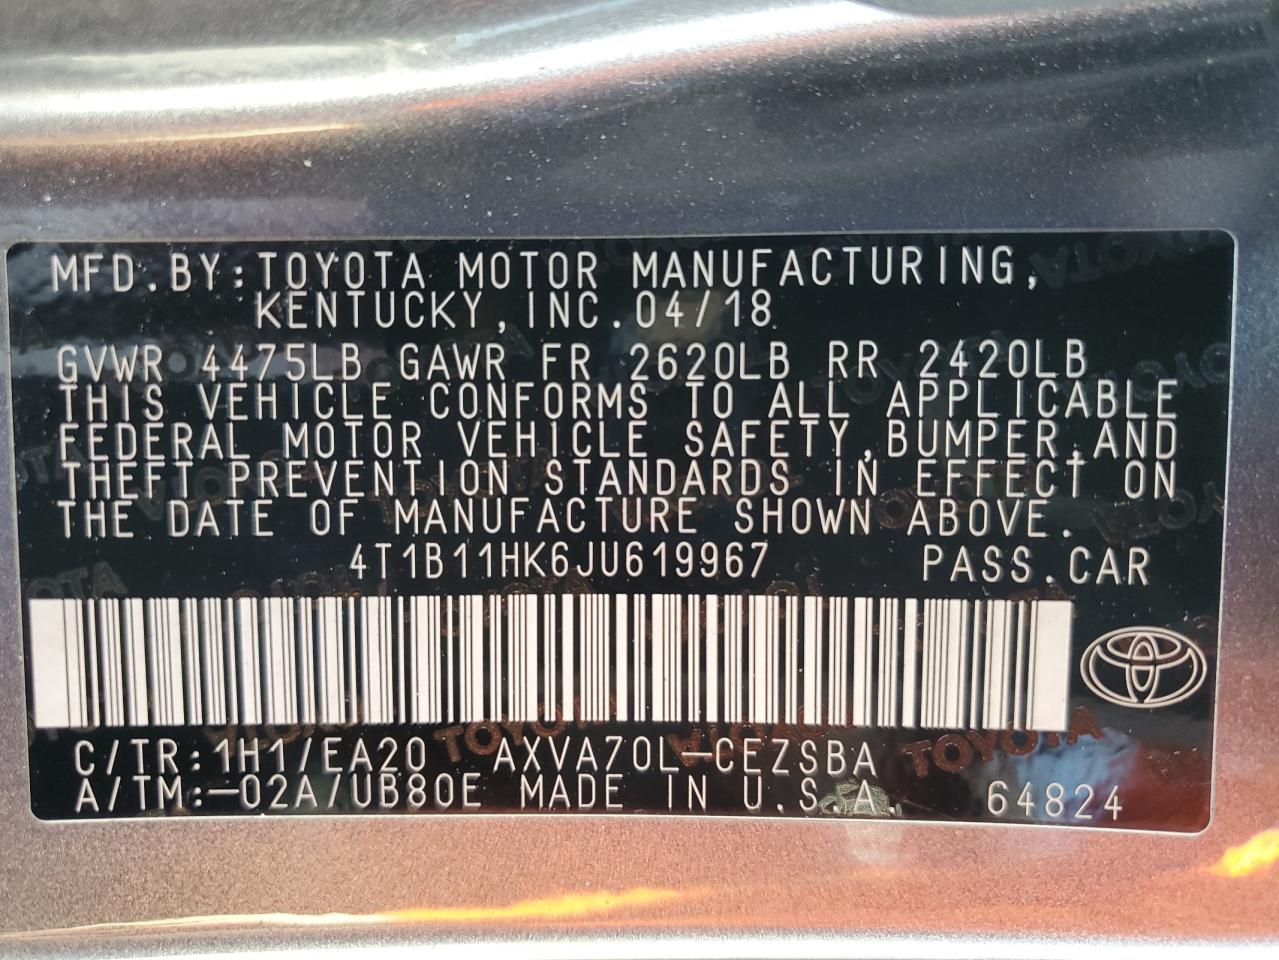 MFD.BY:TOYOTA MOTOR MANUFACTURING,
KENTUCKY,INC.04/18
GVWR 4475LB GAWR FR 2620LB RR 2420LB
THIS VEHICLE CONFORMS TO ALL APPLICABLE
FEDERAL MOTOR VEHICLE SAFETY,BUMPER,AND
THEFT PREVENTION STANDARDS IN EFFECT ON
THE DATE OF MANUFACTURE SHOWN ABOVE.
4T1B11HK6JU619967 PASS.CAR
C/TR:1H1/EA20 AXVA70L-CEZSBA
A/TM:-02A/UB80E MADE IN U.S.A. 64824